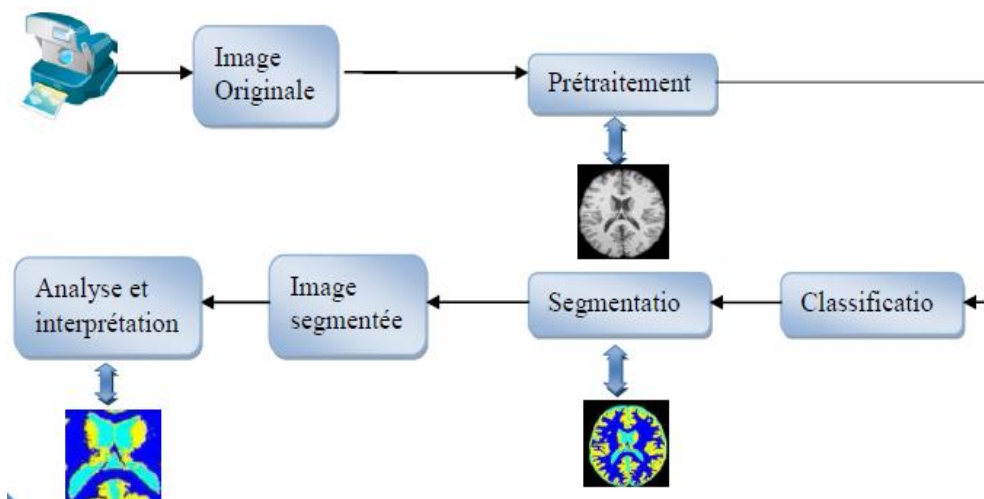 Image
Originale
Prétraitement
Classificatio
Segmentatio
Image
segmentée
Analyse et
interprétation